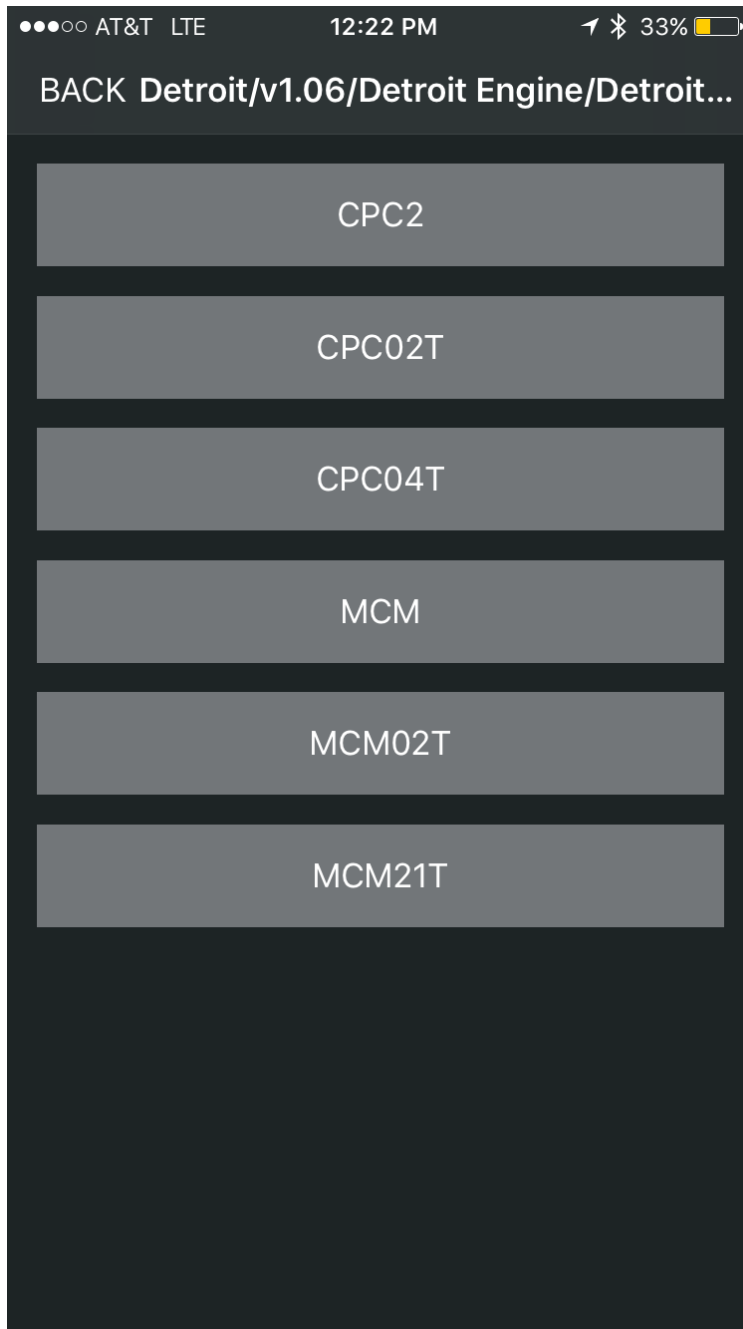 AT&T LTE 12:22 PM 33%
BACK Detroit/v1.06/Detroit Engine/Detroit...
CPC2
CPC02T
CPC04T
MCM
MCM02T
MCM21T